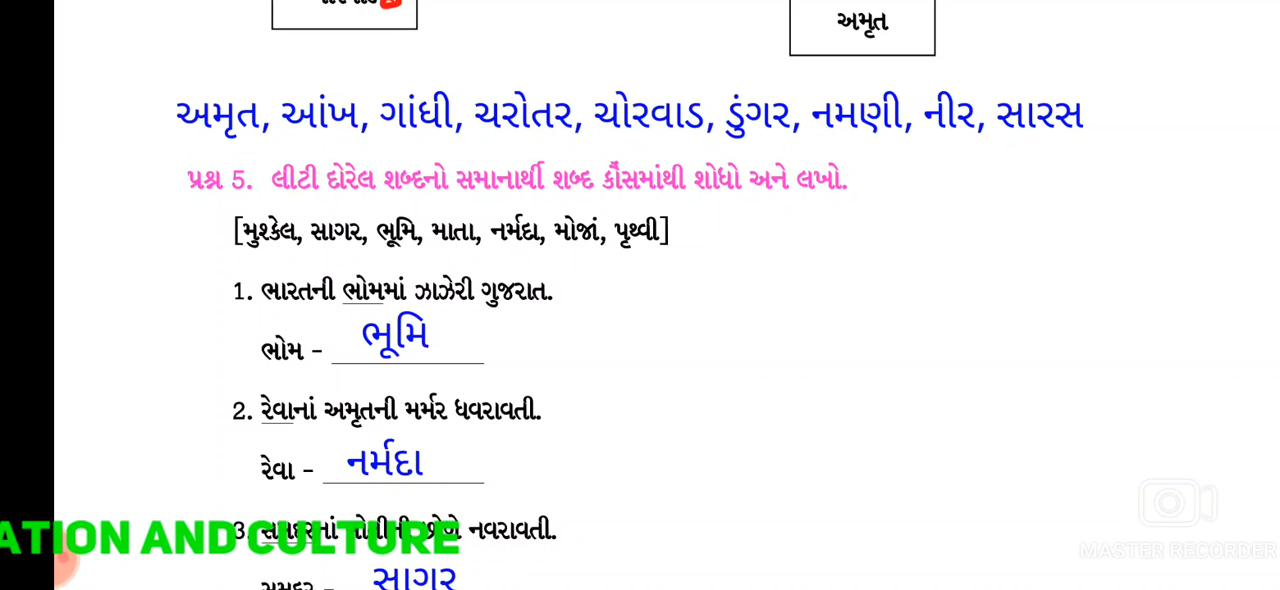 અમૃત
અમૃત, આંખ, ગાંધી, ચરોતર, ચોરવાડ, ડુંગર, નમણી, નીર, સારસ
પ્રશ્ન 5. લીટી દોરેલ શબ્દનો સમાનાર્થી શબ્દ કૌંસમાંથી શોધો અને લખો.
[મુશ્કેલ, સાગર, ભૂમિ, માતા, નર્મદા, મોજાં, પૃથ્વી]
1. ભારતની ભોમમાં ઝાઝેરી ગુજરાત.
ભોમ - ભૂમિ
2. રેવાનાં અમૃતની મર્મર ધવરાવતી.
રેવા - નર્મદા
3. નવરાવતી.
ATION AND CULTURE
સાગર
MASTER RECORDER